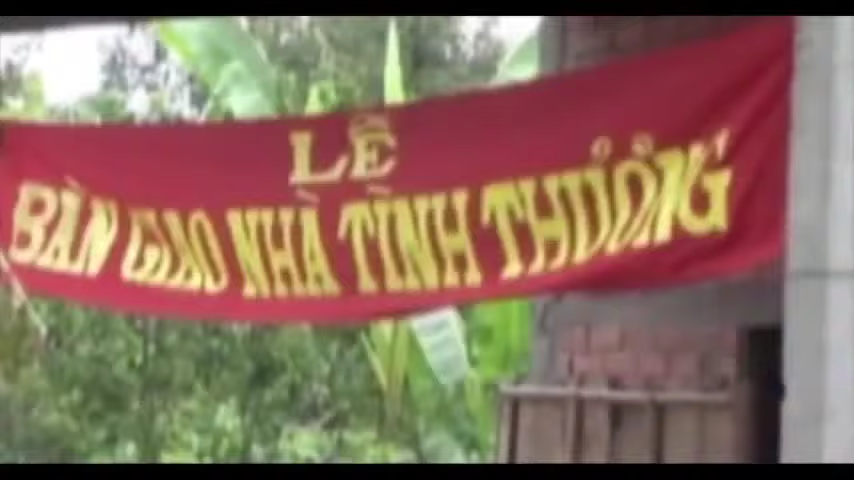 LỄ
BÀN GIAO NHÀ TÌNH THƯƠNG